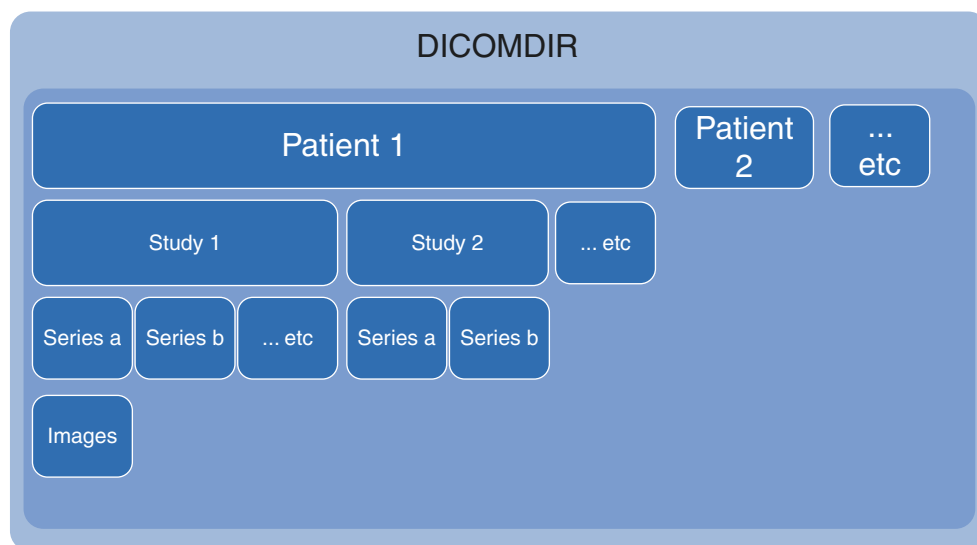 DICOMDIR
Patient 1
Patient
2
...
etc
Study 1
Study 2
... etc
Series a
Series b
... etc
Series a
Series b
Images